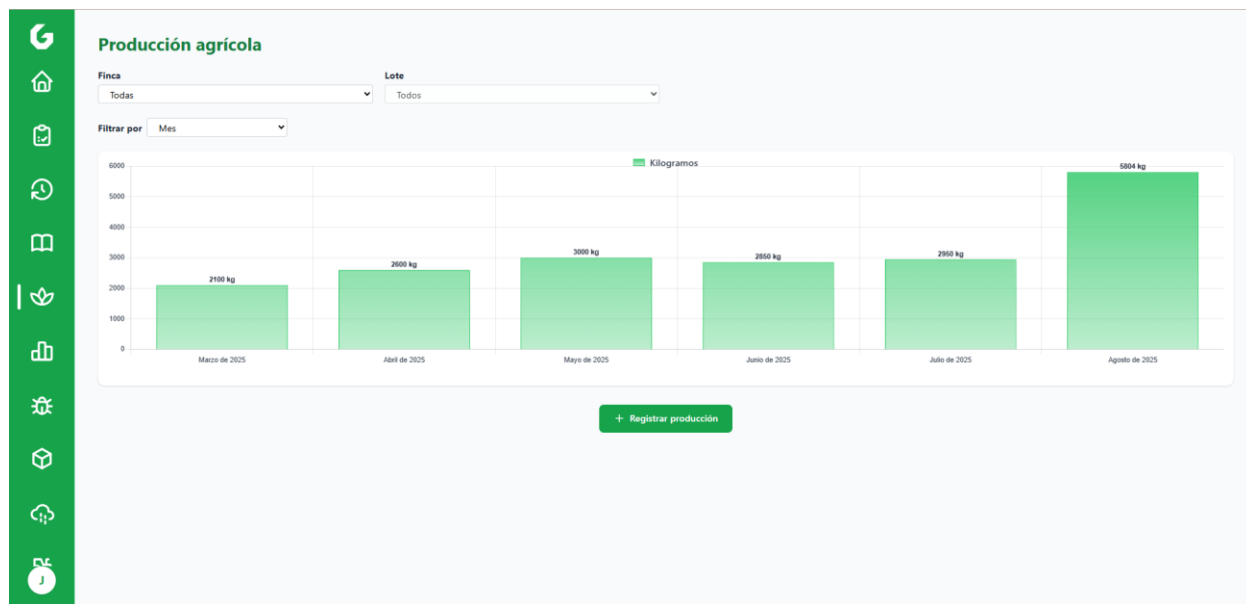 G
Producción agrícola
Finca Lote
Todas Todos
Filtrar por Mes
Kilogramos
6000
5000
4000
3000
2000
1000
0
2100 kg
2600 kg
3000 kg
2850 kg
2950 kg
5804 kg
Marzo de 2025 Abril de 2025 Mayo de 2025 Junio de 2025 Julio de 2025 Agosto de 2025
+ Registrar producción
J